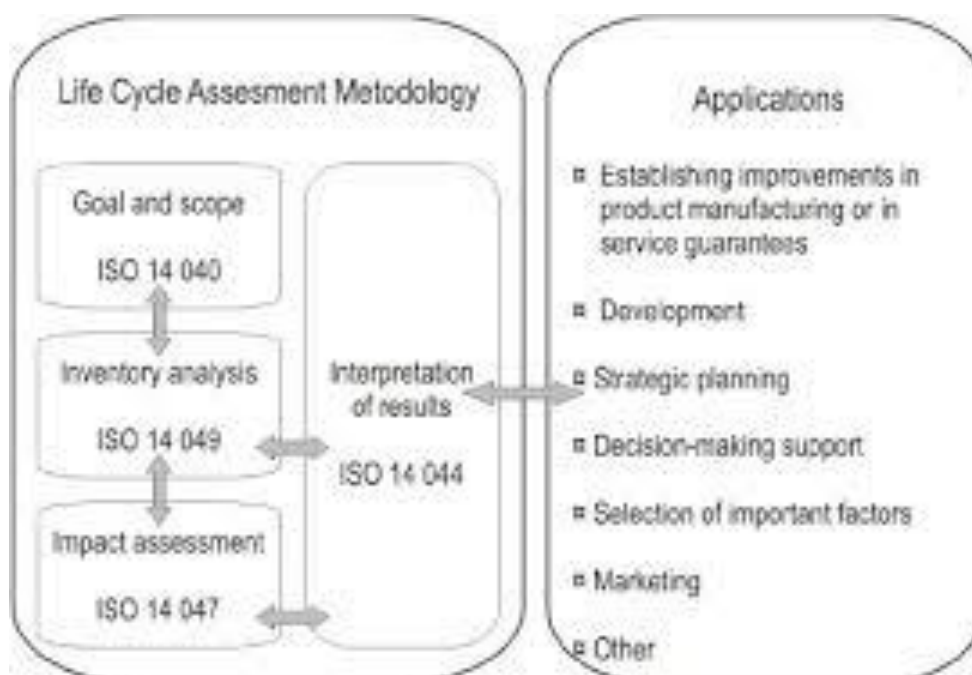 Life Cycle Assesment Metodology
Goal and scope
ISO 14 040
Inventory analysis
ISO 14 049
Impact assessment
ISO 14 047
Interpretation
of results
ISO 14 044
Applications
¤ Establishing improvements in
product manufacturing or in
service guarantees
¤ Development
¤ Strategic planning
¤ Decision-making support
¤ Selection of important factors
¤ Marketing
¤ Other